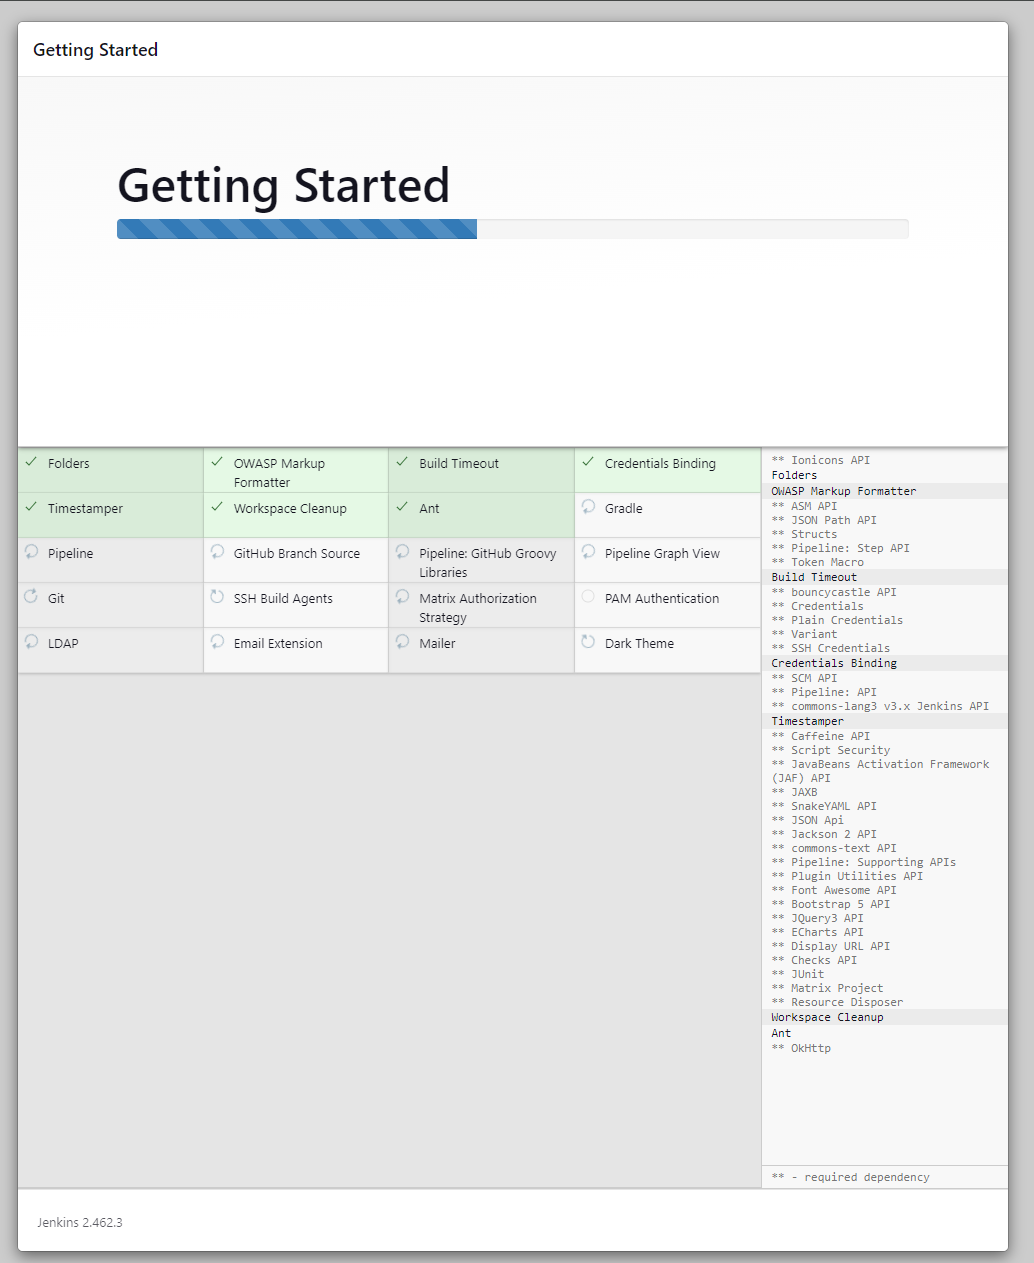 Getting Started
Getting Started
Folders
OWASP Markup
Formatter
Build Timeout
Credentials Binding
Timestamper
Workspace Cleanup
Ant
Gradle
Pipeline
GitHub Branch Source
Pipeline: GitHub Groovy
Libraries
Pipeline Graph View
Git
SSH Build Agents
Matrix Authorization
Strategy
PAM Authentication
LDAP
Email Extension
Mailer
Dark Theme
** Ionicons API
Folders
OWASP Markup Formatter
** ASM API
** JSON Path API
** Structs
** Pipeline: Step API
** Token Macro
Build Timeout
** bouncycastle API
** Credentials
** Plain Credentials
** Variant
** SSH Credentials
Credentials Binding
** SCM API
** Pipeline: API
** commons-lang3 v3.x Jenkins API
Timestamper
** Caffeine API
** Script Security
** JavaBeans Activation Framework
(JAF) API
** JAXB
** SnakeYAML API
** JSON Api
** Jackson 2 API
** commons-text API
** Pipeline: Supporting APIs
** Plugin Utilities API
** Font Awesome API
** Bootstrap 5 API
** JQuery3 API
** ECharts API
** Display URL API
** Checks API
** JUnit
** Matrix Project
** Resource Disposer
Workspace Cleanup
Ant
** OkHttp
** - required dependency
Jenkins 2.462.3